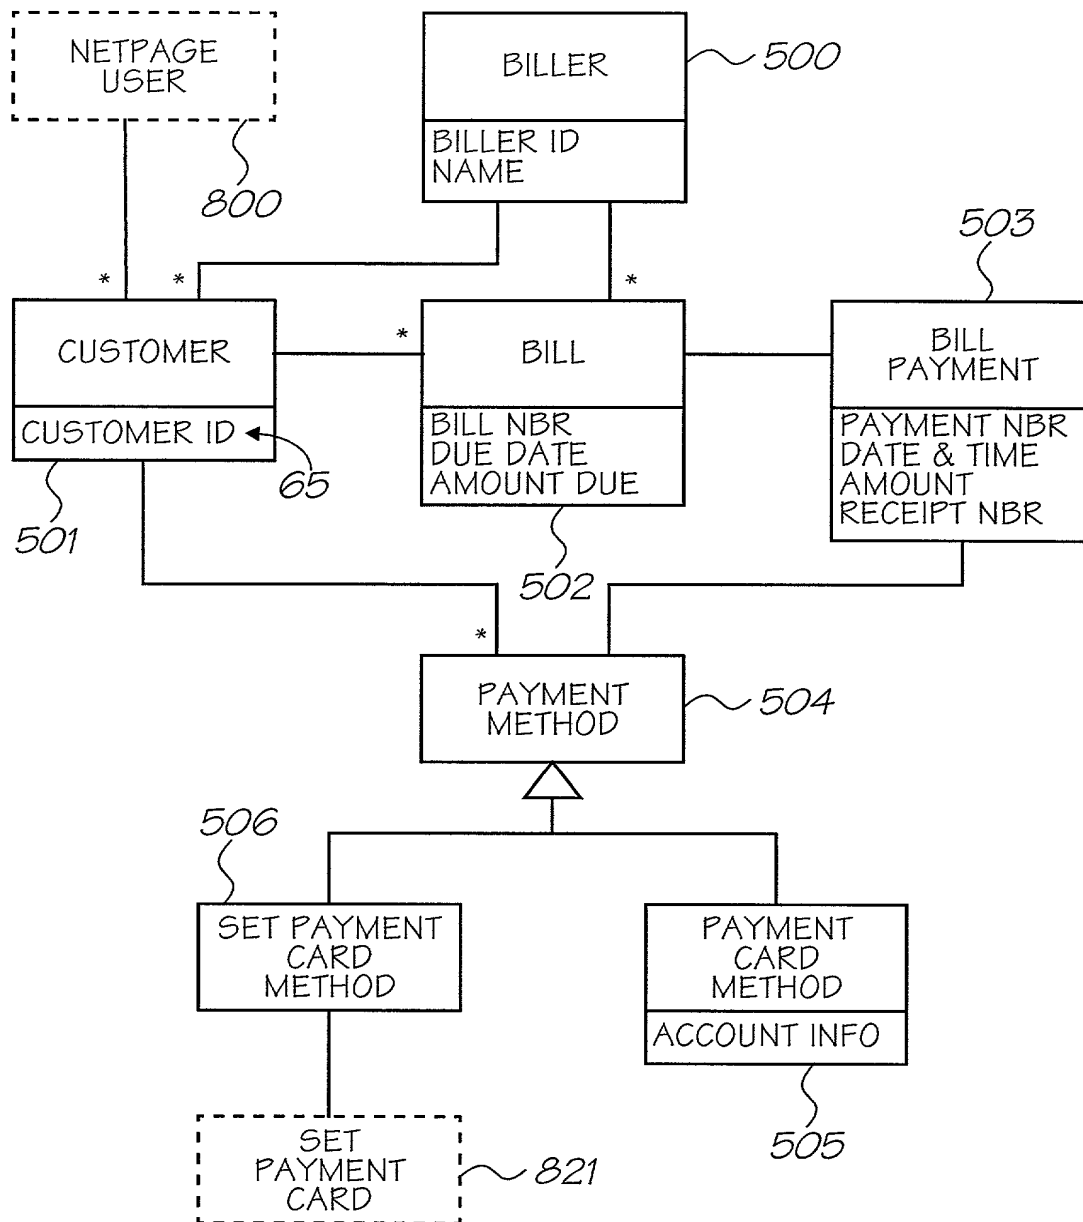 NETPAGE
USER
800
BILLER
500
BILLER ID
NAME
503
*
*
*
CUSTOMER
*
BILL
BILL
PAYMENT
CUSTOMER ID
65
501
BILL NBR
DUE DATE
AMOUNT DUE
502
PAYMENT NBR
DATE & TIME
AMOUNT
RECEIPT NBR
*
PAYMENT
METHOD
504
506
SET PAYMENT
CARD
METHOD
PAYMENT
CARD
METHOD
ACCOUNT INFO
505
SET
PAYMENT
CARD
821